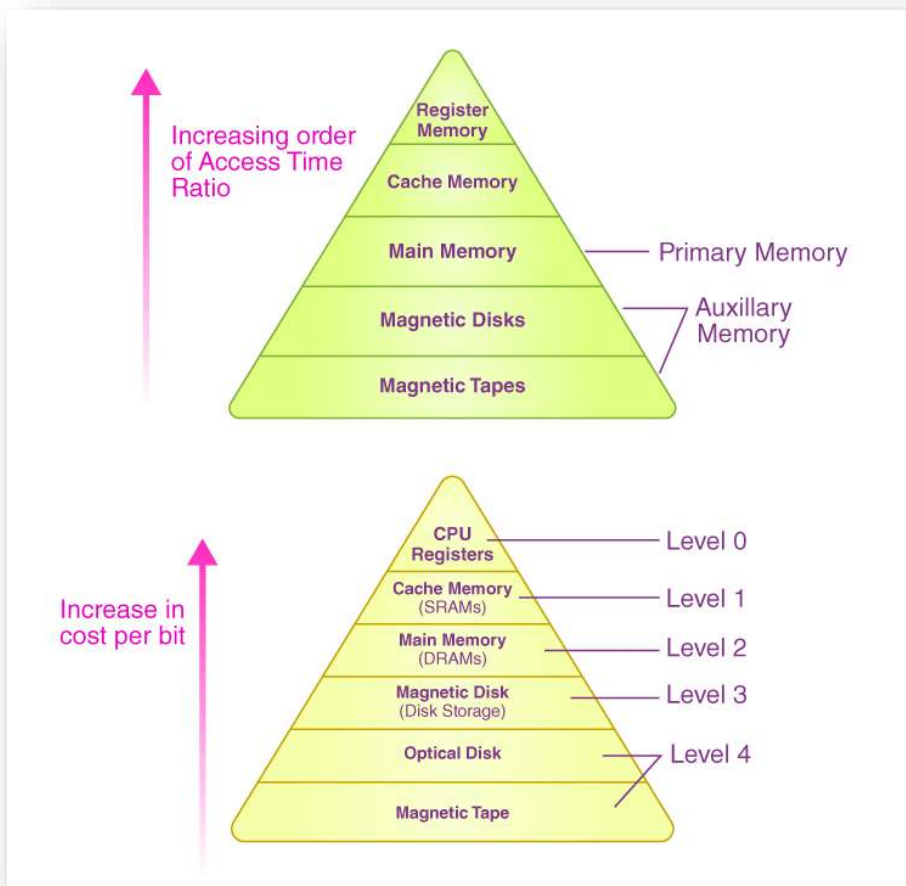 Register
Memory
Increasing order
of Access Time
Ratio
Cache Memory
Main Memory
Primary Memory
Magnetic Disks
Auxillary
Memory
Magnetic Tapes
CPU
Registers
Level 0
Increase in
cost per bit
Cache Memory
(SRAMs)
Level 1
Main Memory
(DRAMs)
Level 2
Magnetic Disk
(Disk Storage)
Level 3
Optical Disk
Level 4
Magnetic Tape